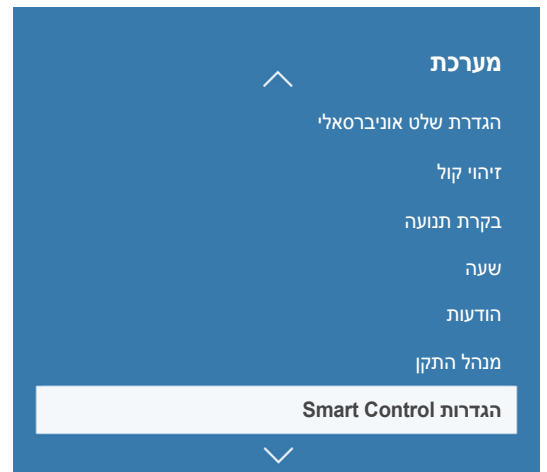 מערכת
הגדרת שלט אוניברסאלי
זיהוי קול
בקרת תנועה
שעה
הודעות
מנהל התקן
הגדרות Smart Control